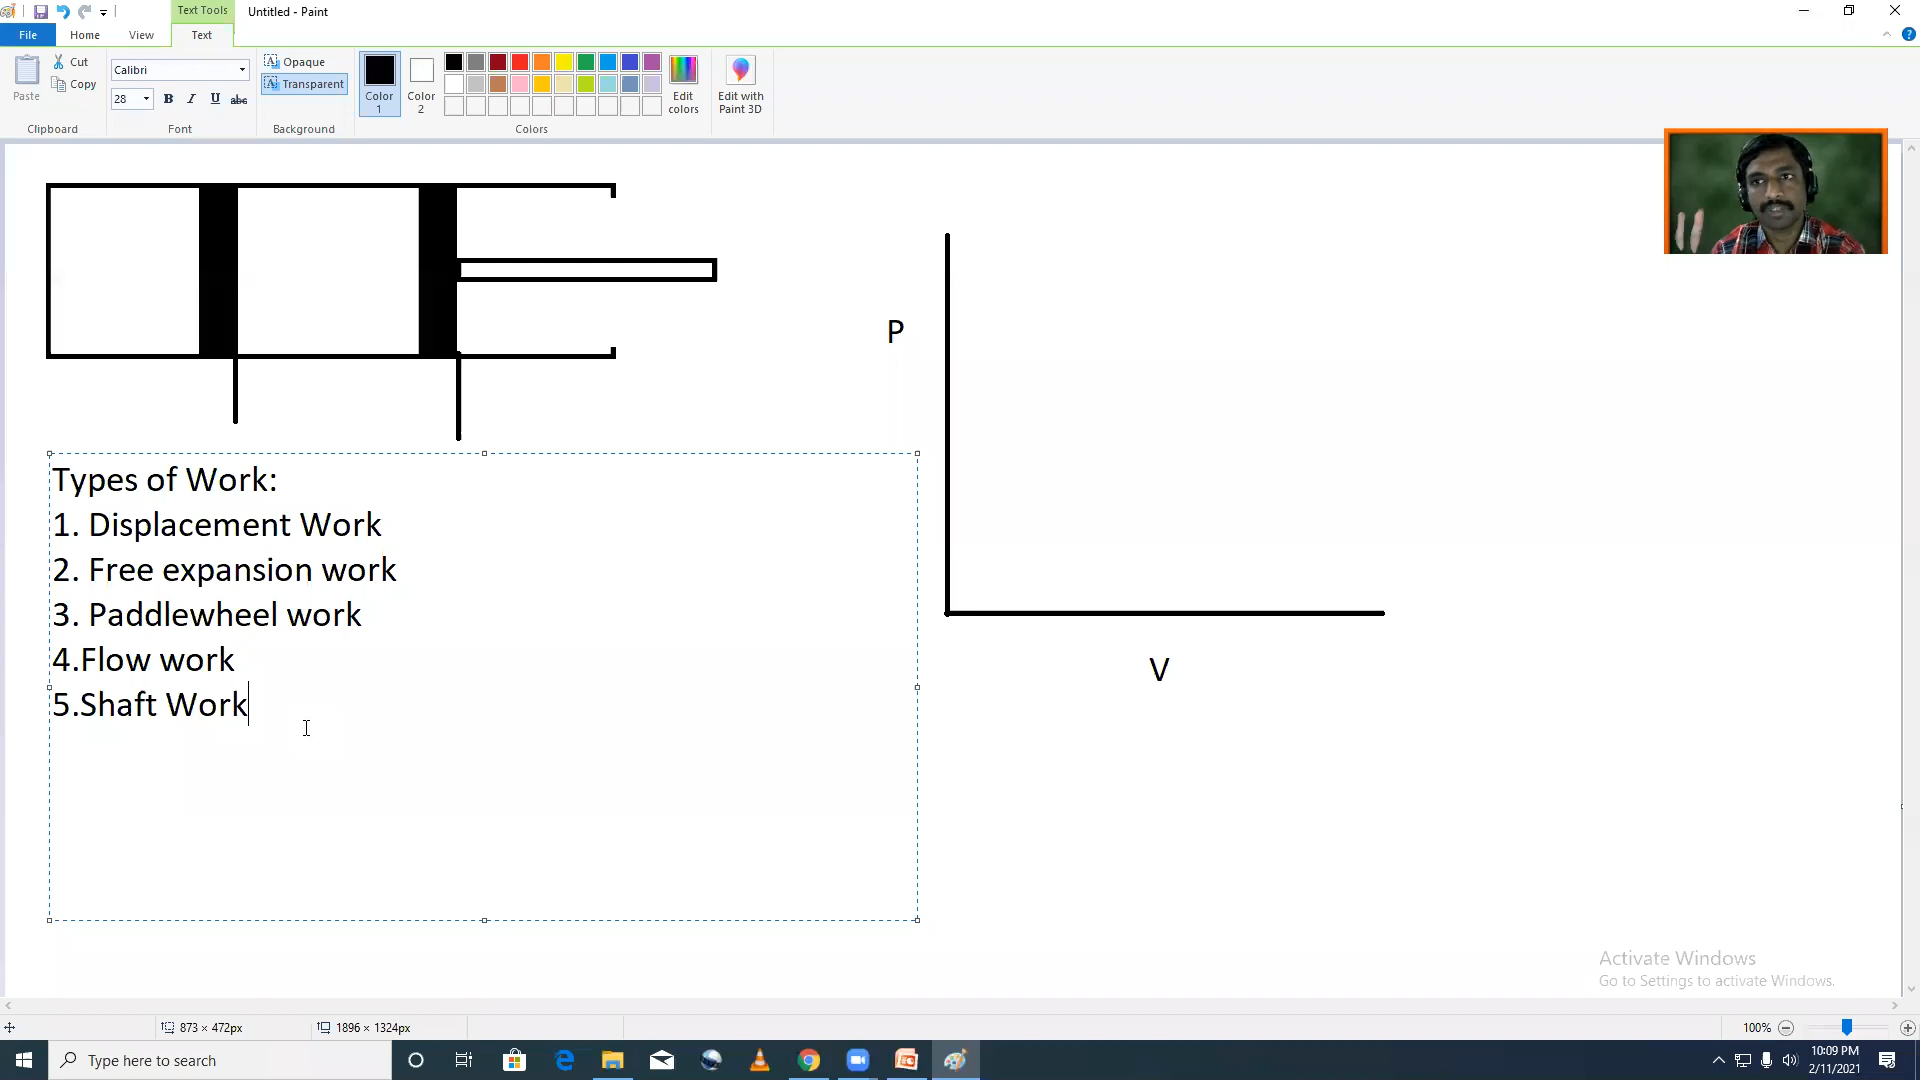 Text Tools
Untitled - Paint
File
Home
View
Text
Paste
Cut
Copy
Clipboard
Calibri
28
B
I
U
abc
Font
Opaque
Transparent
Background
Color
1
Color
2
Edit
colors
Colors
Edit with
Paint 3D
P
V
Types of Work:
1. Displacement Work
2. Free expansion work
3. Paddlewheel work
4.Flow work
5.Shaft Work
Activate Windows
Go to Settings to activate Windows.
873 × 472px
1896 × 1324px
100%
Type here to search
10:09 PM
2/11/2021